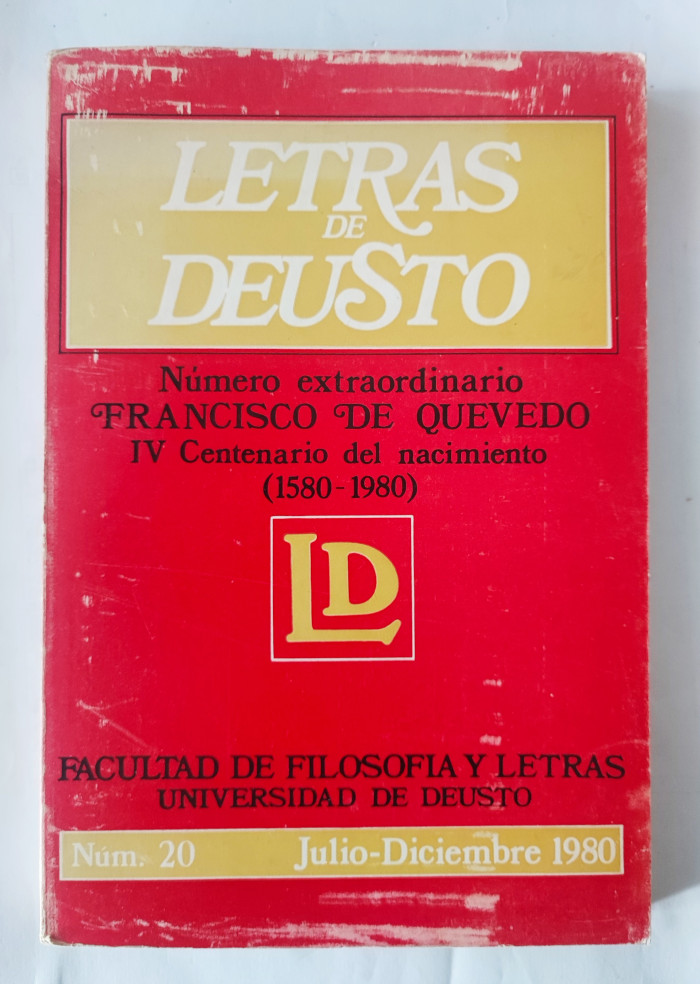 LETRAS
DE
DEUSTO
Número extraordinario
FRANCISCO DE QUEVEDO
IV Centenario del nacimiento
(1580-1980)
LD
FACULTAD DE FILOSOFIA Y LETRAS
UNIVERSIDAD DE DEUSTO
Núm. 20 Julio-Diciembre 1980